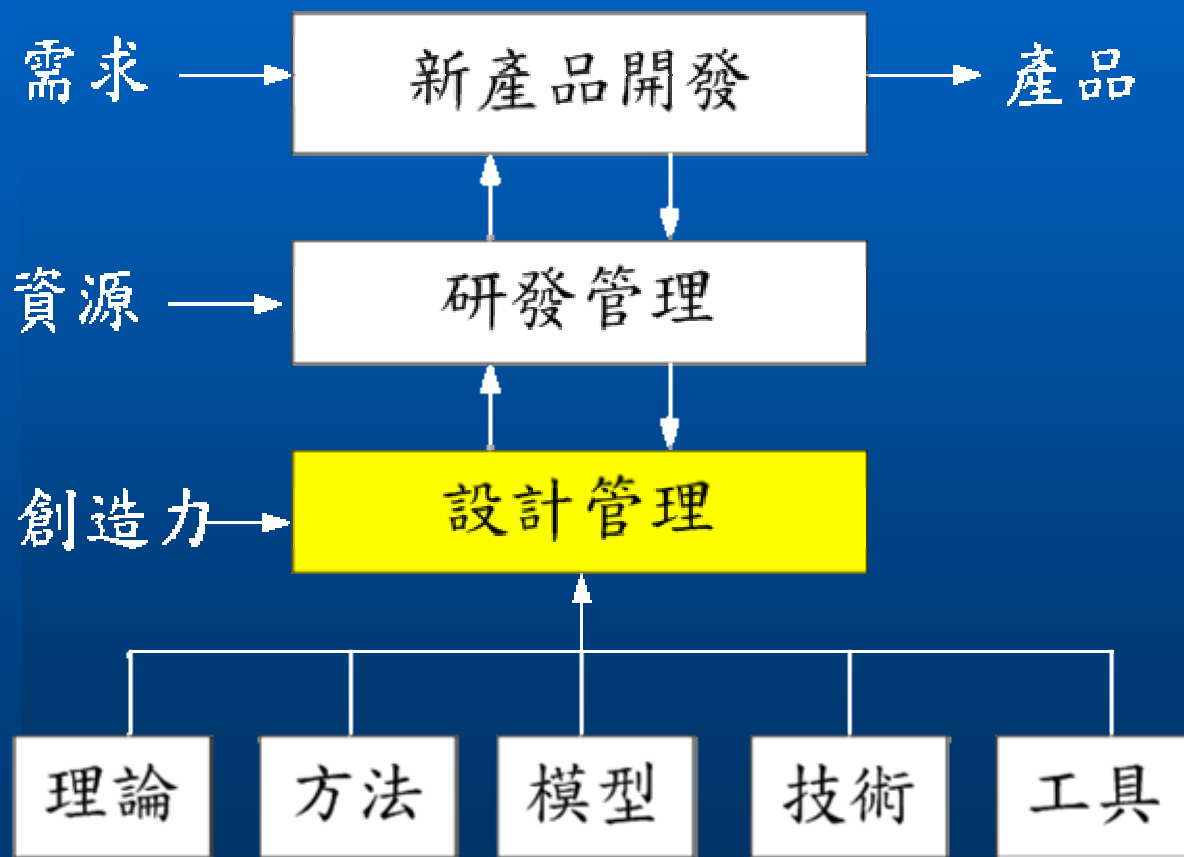 需求
新產品開發
產品
資源
研發管理
創造力
設計管理
理論
方法
模型
技術
工具